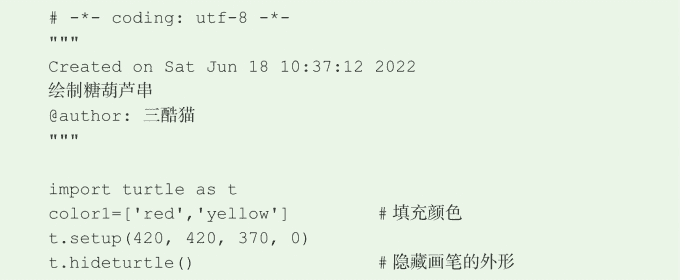 # -*- coding: utf-8 -*-
"""
Created on Sat Jun 18 10:37:12 2022
绘制糖葫芦串
@author: 三酷猫
"""
import turtle as t
color1=['red','yellow'] # 填充颜色
t.setup(420, 420, 370, 0)
t.hideturtle() # 隐藏画笔的外形